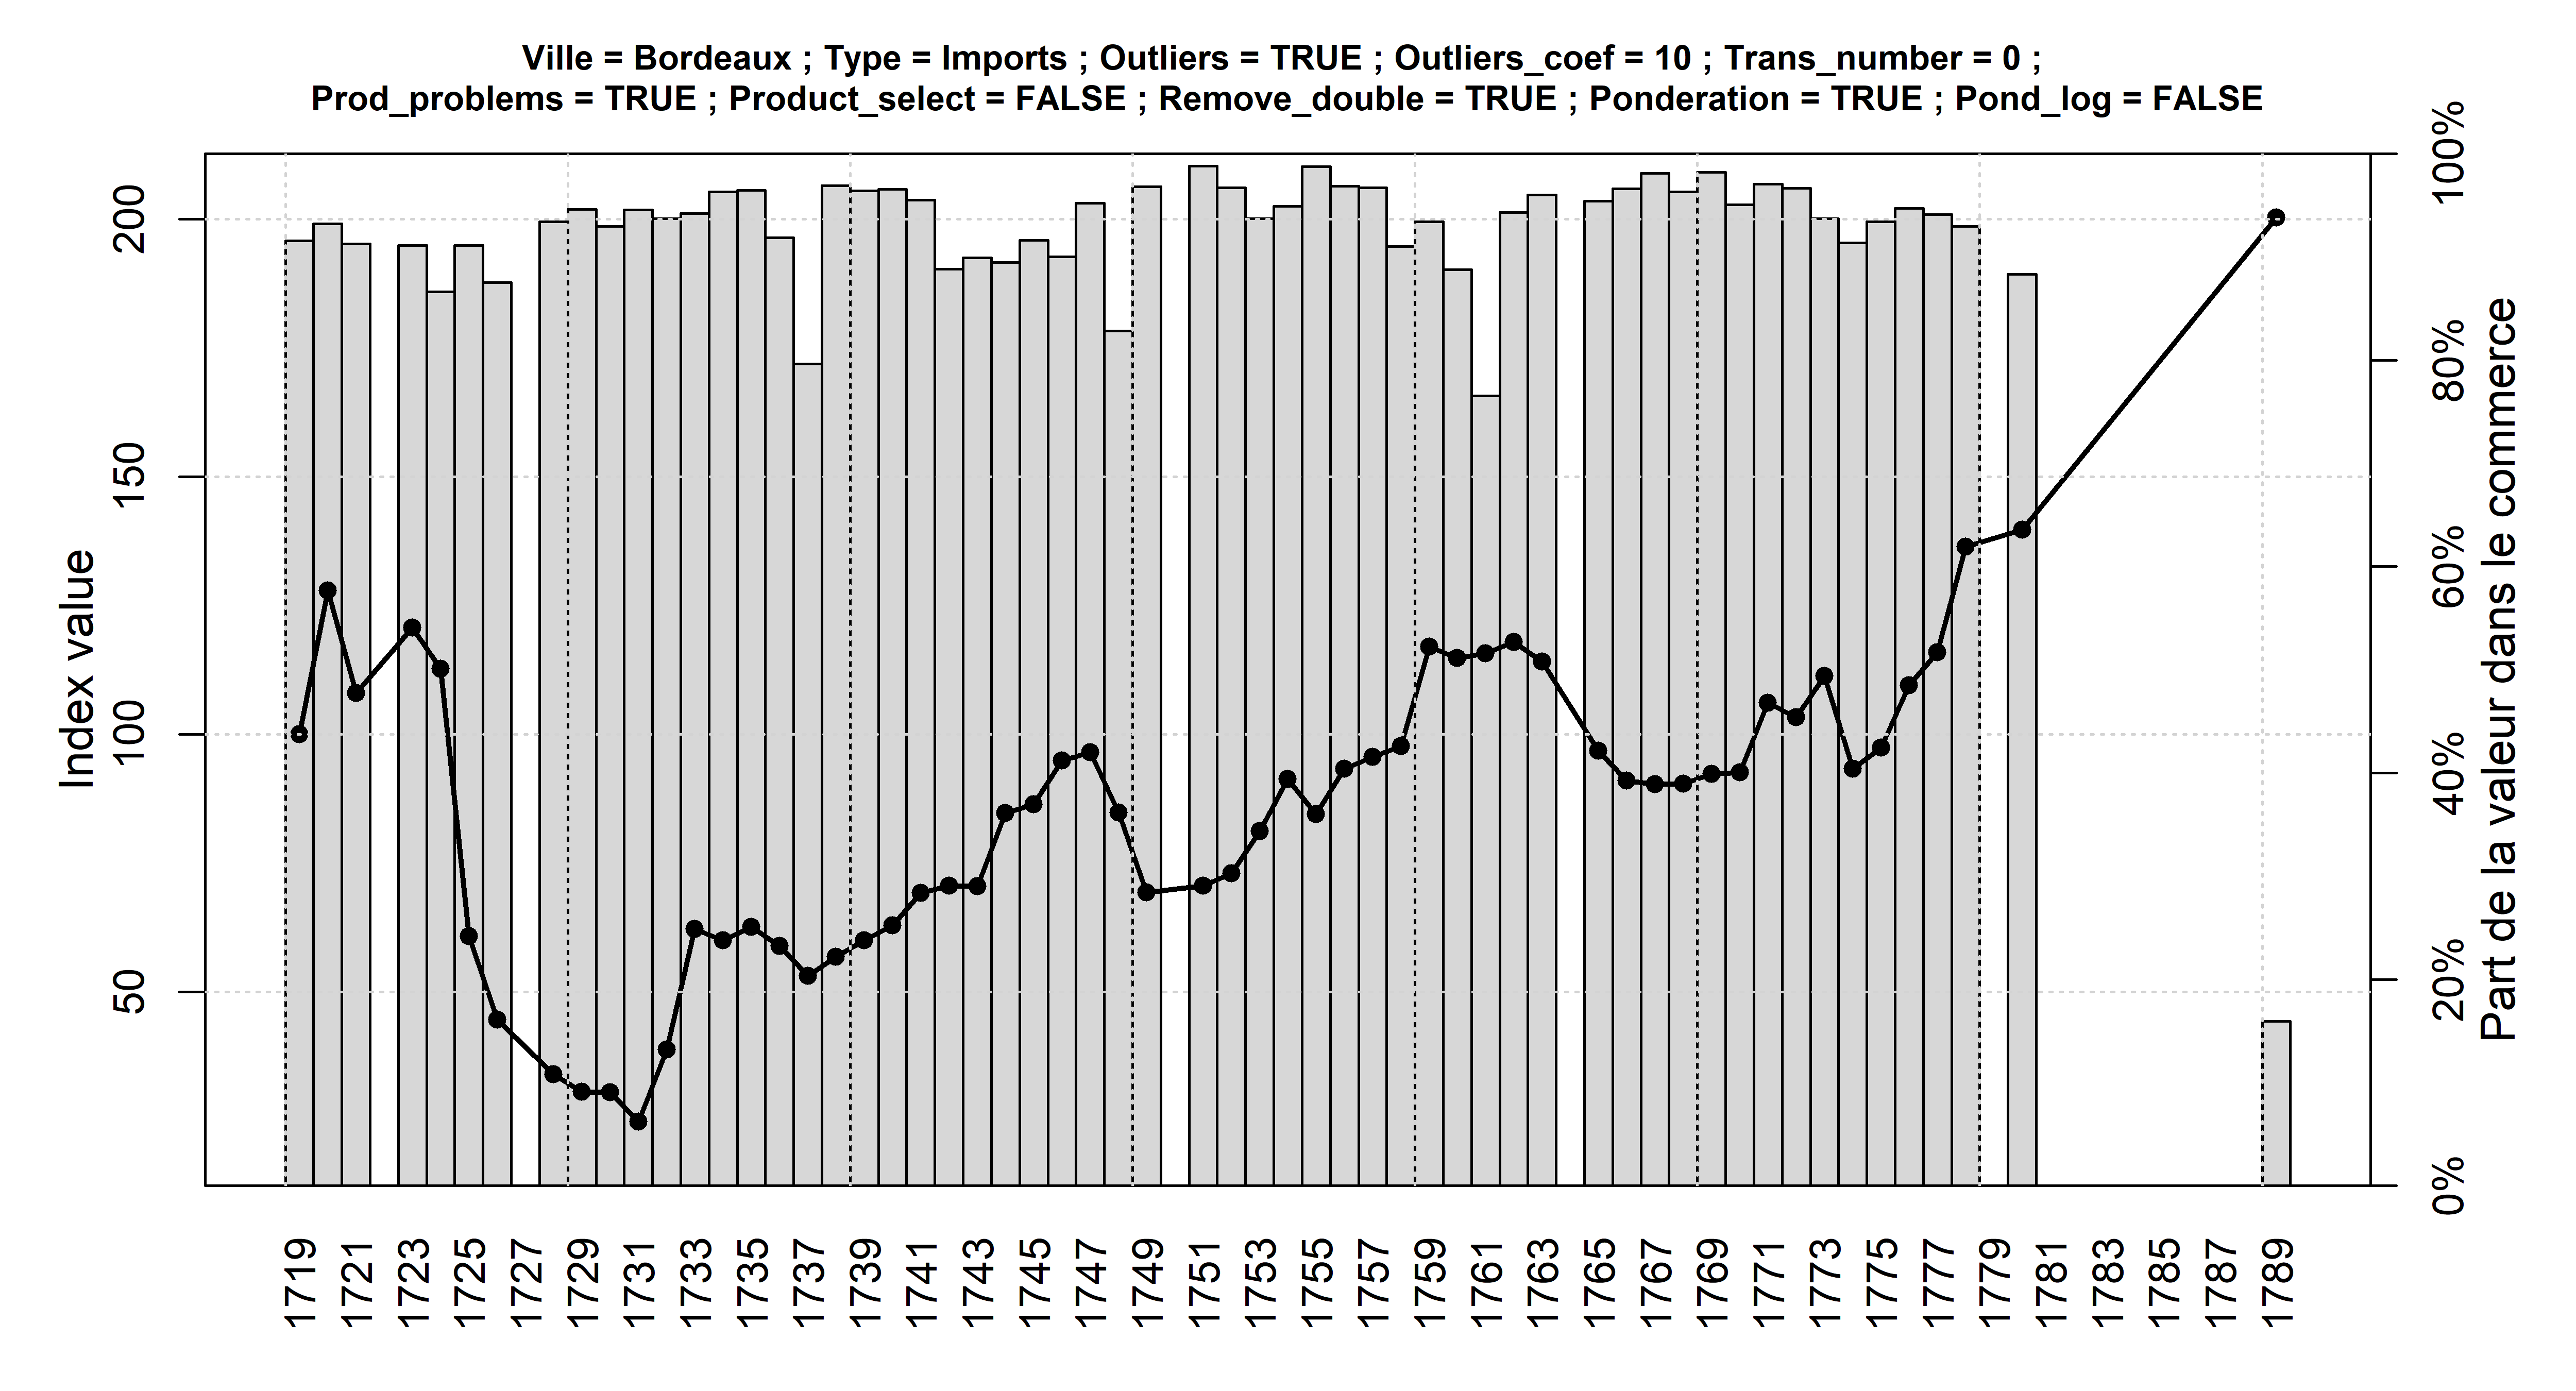 Ville = Bordeaux ; Type = Imports ; Outliers = TRUE ; Outliers_coef = 10 ; Trans_number = 0 ;
Prod_problems = TRUE ; Product_select = FALSE ; Remove_double = TRUE ; Ponderation = TRUE ; Pond_log = FALSE
Index value
200
150
100
50
100%
80%
60%
40%
20%
0%
Part de la valeur dans le commerce
1719 1721 1723 1725 1727 1729 1731 1733 1735 1737 1739 1741 1743 1745 1747 1749 1751 1753 1755 1757 1759 1761 1763 1765 1767 1769 1771 1773 1775 1777 1779 1781 1783 1785 1787 1789